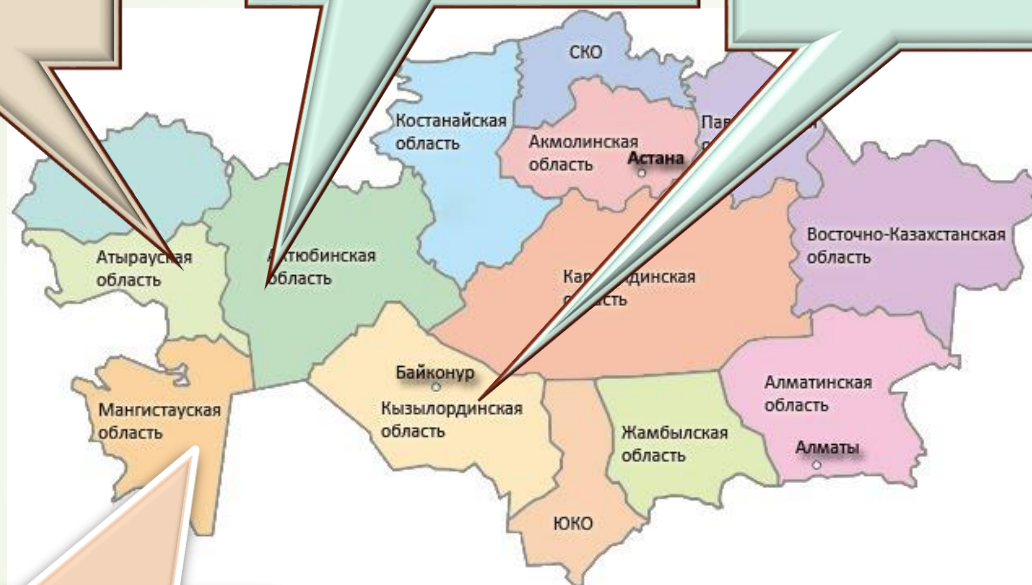 СКО
Костанайская
область
Акмолинская
область
Астана
Восточно-Казахстанская
область
Атырауская
область
область
Байконур
Кызылординская
область
Мангистауская
область
Алматинская
область
Алматы
Жамбылская
область
ЮКО